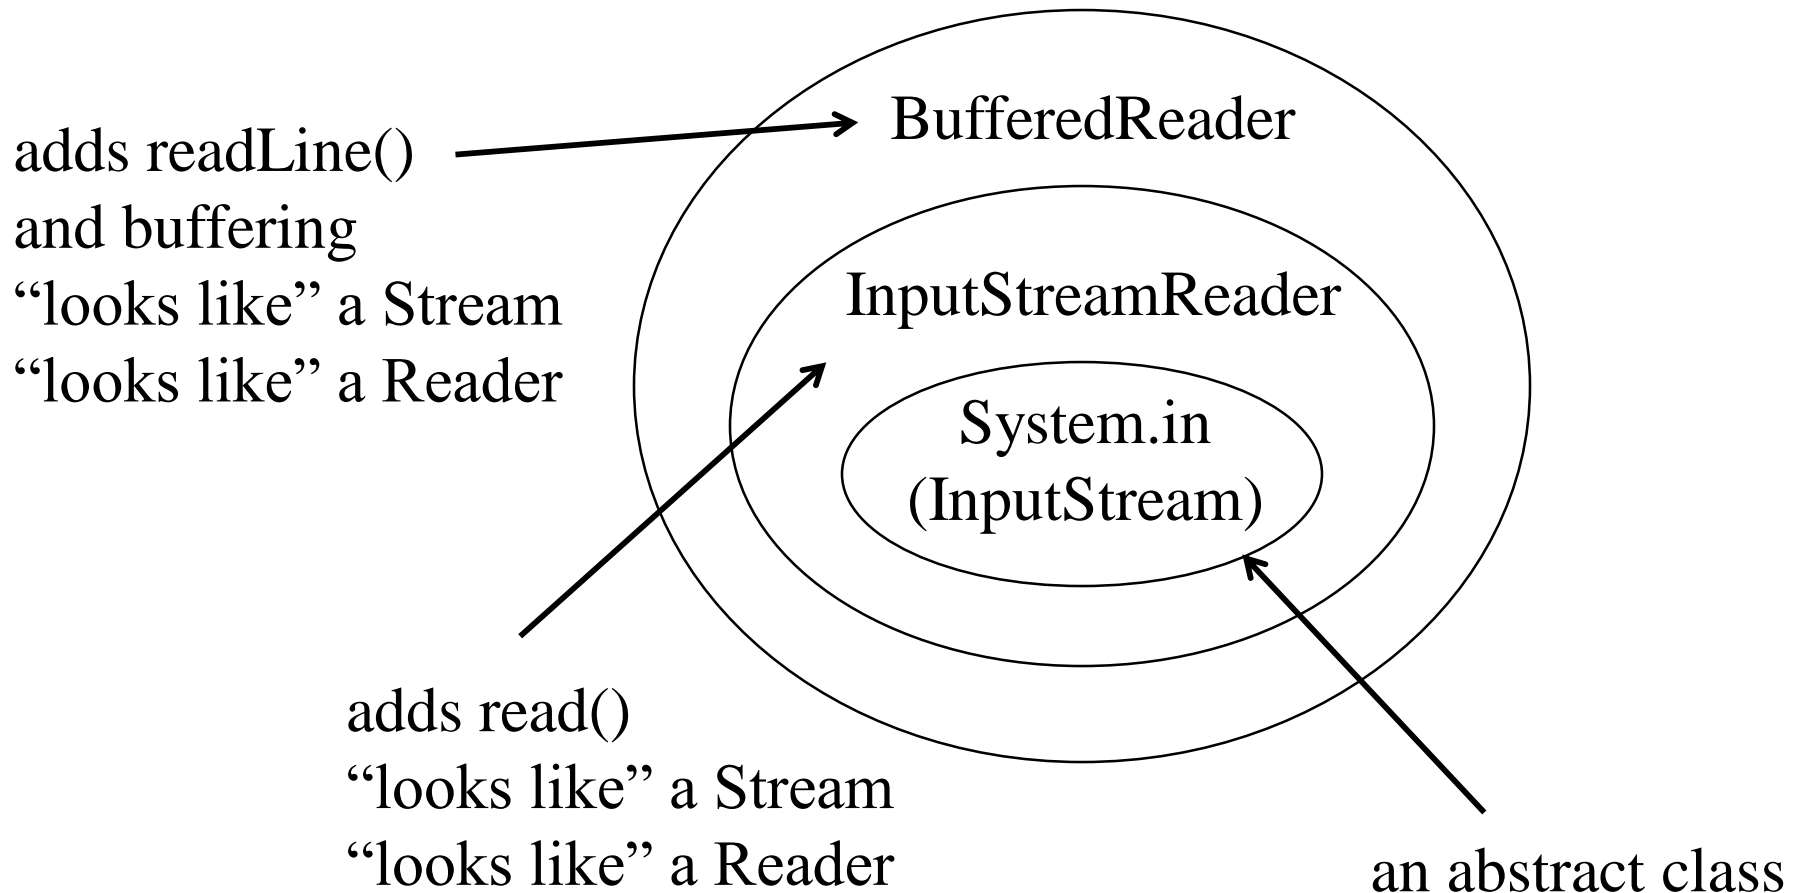 BufferedReader
adds readLine()
and buffering
“looks like” a Stream
“looks like” a Reader
InputStreamReader
System.in
(InputStream)
adds read()
“looks like” a Stream
“looks like” a Reader
an abstract class